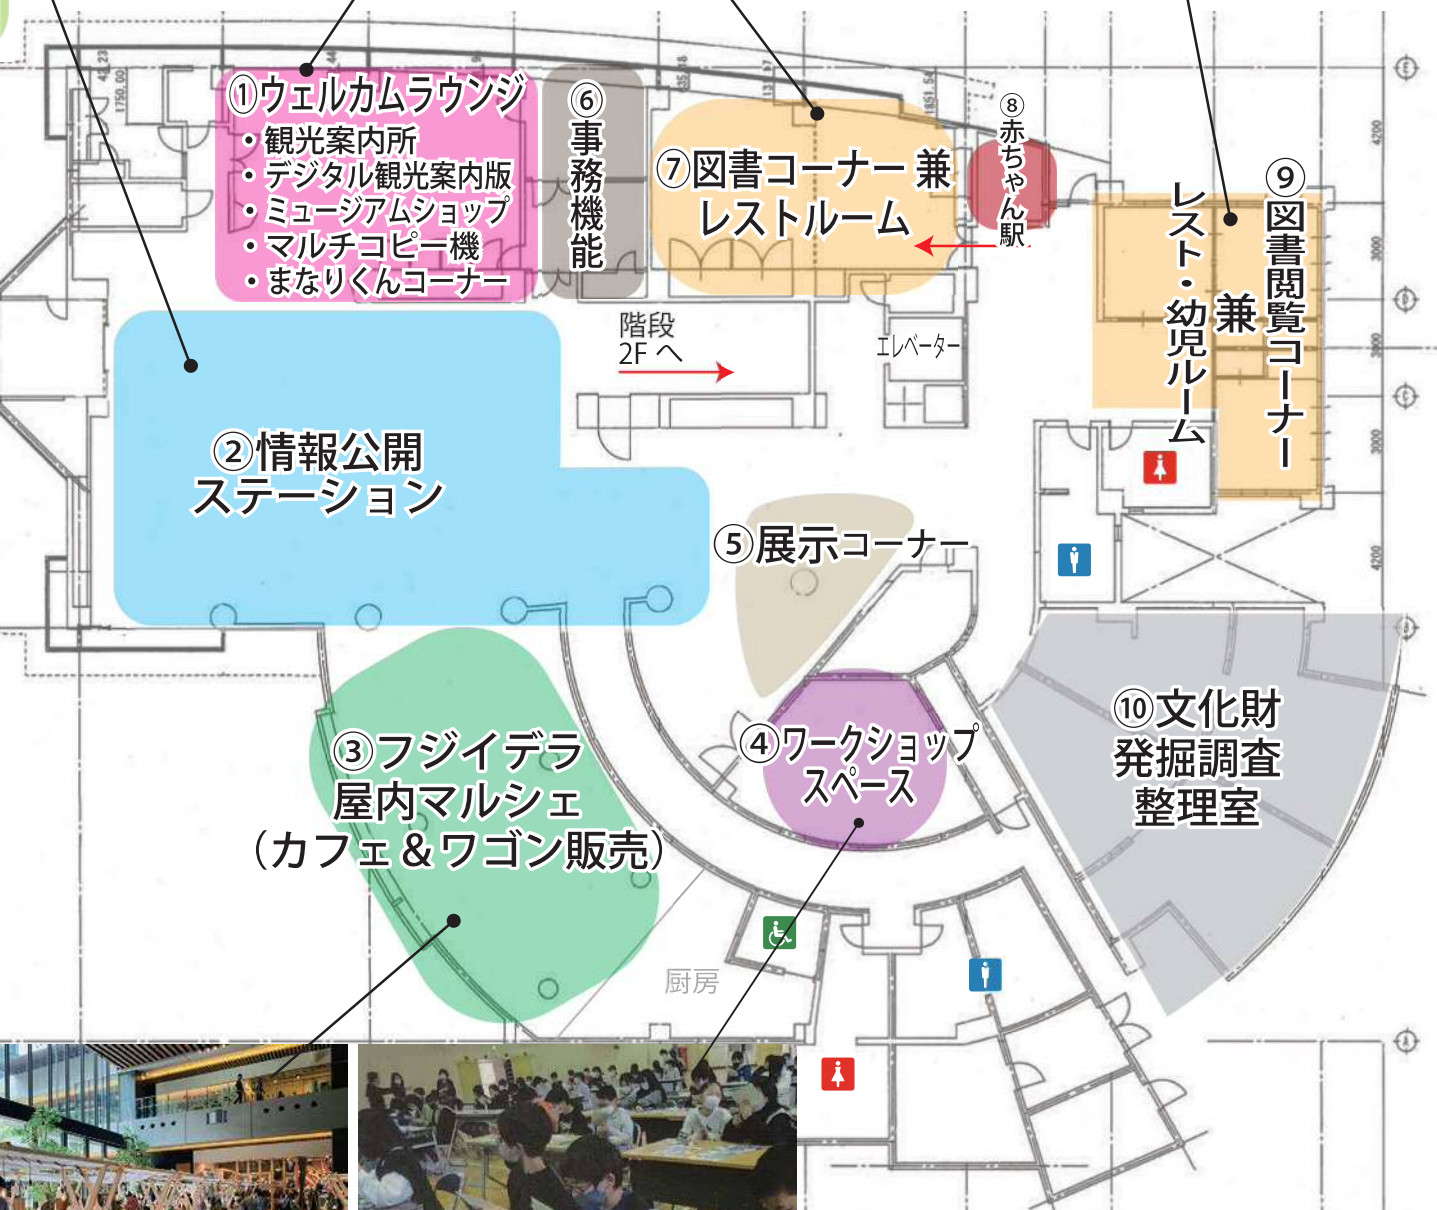 ①ウェルカムラウンジ
・観光案内所
・デジタル観光案内版
・ミュージアムショップ
・マルチコピー機
・まなりくんコーナー
⑥事務機能
⑦図書コーナー 兼
レストルーム
⑧赤ちゃん駅
⑨図書閲覧コーナー
兼
レスト・幼児ルーム
階段
2F へ
エレベーター
②情報公開
ステーション
⑤展示コーナー
③フジイデラ
屋内マルシェ
（カフェ＆ワゴン販売）
④ワークショップ
スペース
⑩文化財
発掘調査
整理室
厨房
1750.00
4200
3000
3000
3000
4200
E
D
C
B
A